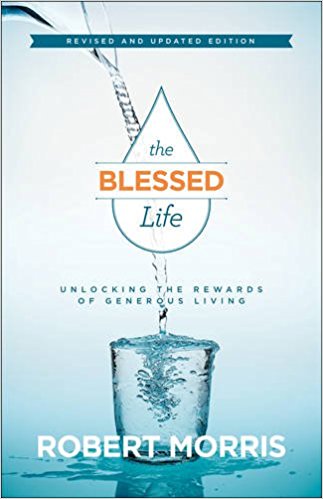 REVISED AND UPDATED EDITION
the
BLESSED
Life
UNLOCKING THE REWARDS
OF GENEROUS LIVING
ROBERT MORRIS